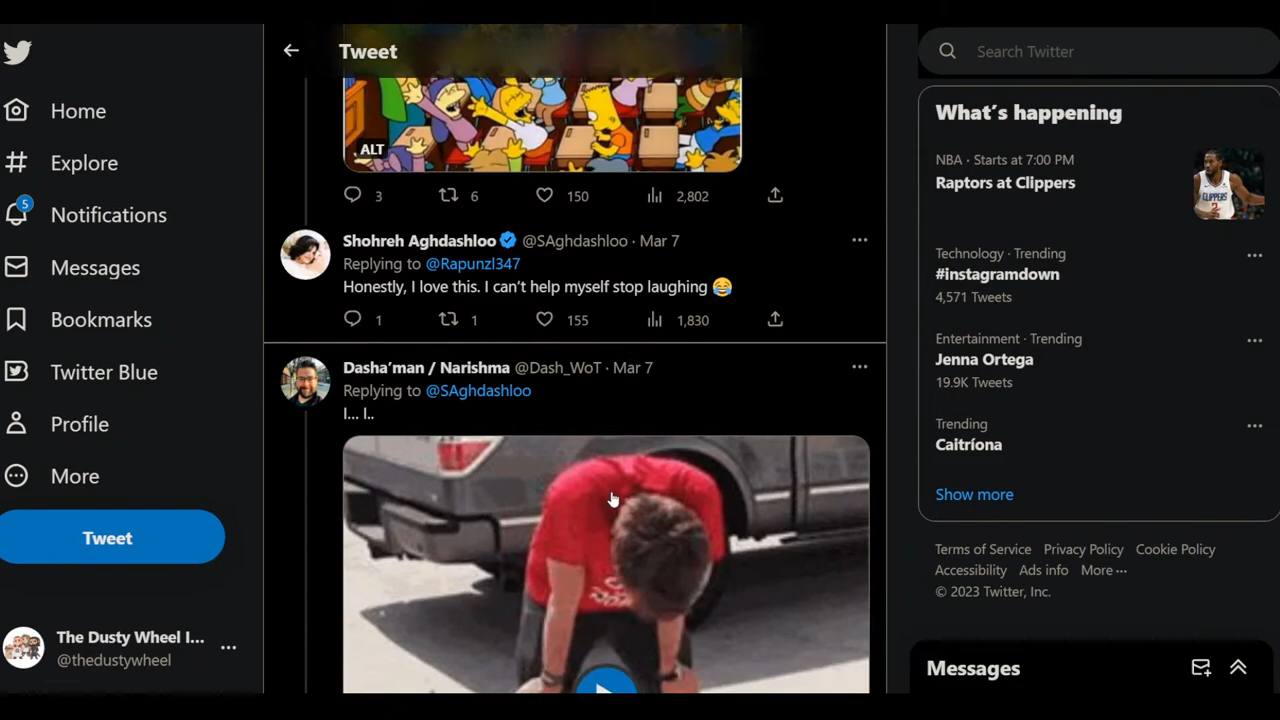 Home
Explore
5
Notifications
Messages
Bookmarks
Twitter Blue
Profile
More
Tweet
The Dusty Wheel I...
@thedustywheel
Tweet
ALT
3 6 150 2,802
Shohreh Aghdashloo @SAghdashloo · Mar 7
Replying to @Rapunzl347
Honestly, I love this. I can't help myself stop laughing 😂
1 1 155 1,830
Dasha'man / Narishma @Dash_WoT · Mar 7
Replying to @SAghdashloo
I... I..
Search Twitter
What's happening
NBA · Starts at 7:00 PM
Raptors at Clippers
CLIPPERS
2
Technology · Trending
#instagramdown
4,571 Tweets
Entertainment · Trending
Jenna Ortega
19.9K Tweets
Trending
Caitríona
Show more
Terms of Service Privacy Policy Cookie Policy
Accessibility Ads info More ···
© 2023 Twitter, Inc.
Messages